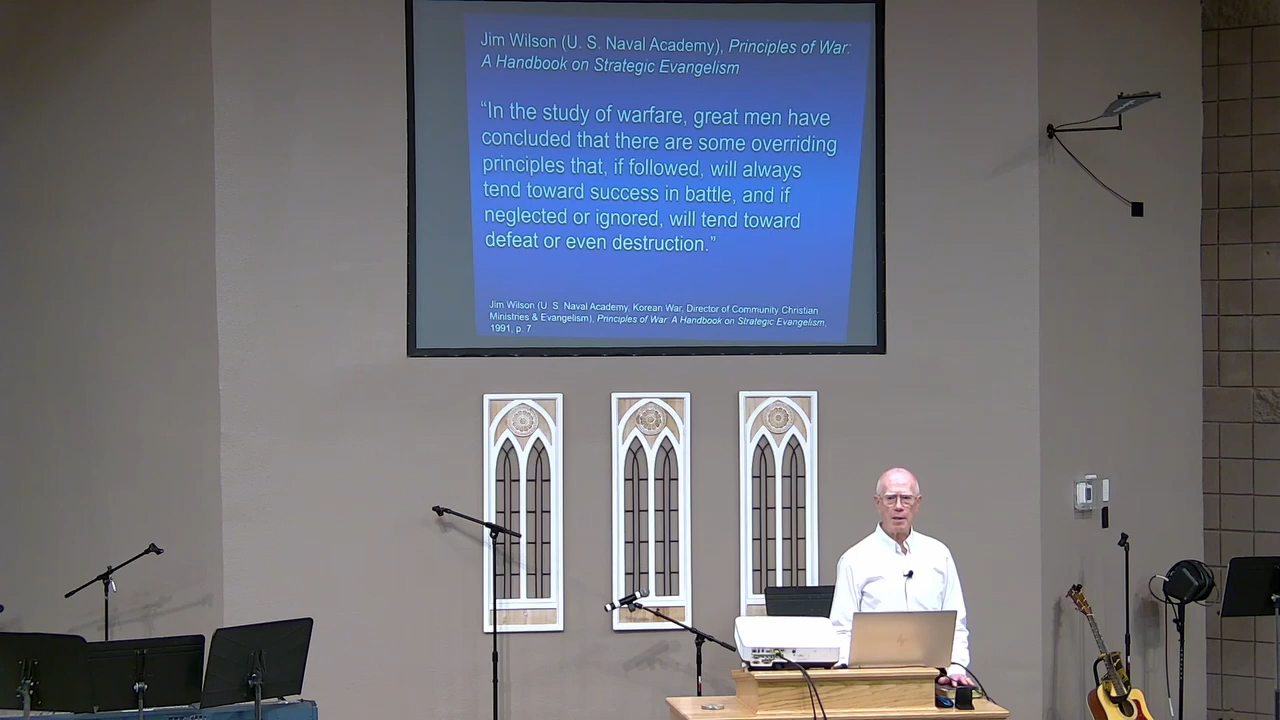 Jim Wilson (U. S. Naval Academy), Principles of War:
A Handbook on Strategic Evangelism
“In the study of warfare, great men have
concluded that there are some overriding
principles that, if followed, will always
tend toward success in battle, and if
neglected or ignored, will tend toward
defeat or even destruction.”
Jim Wilson (U. S. Naval Academy, Korean War, Director of Community Christian
Ministries & Evangelism), Principles of War: A Handbook on Strategic Evangelism,
1991, p. 7.
hp